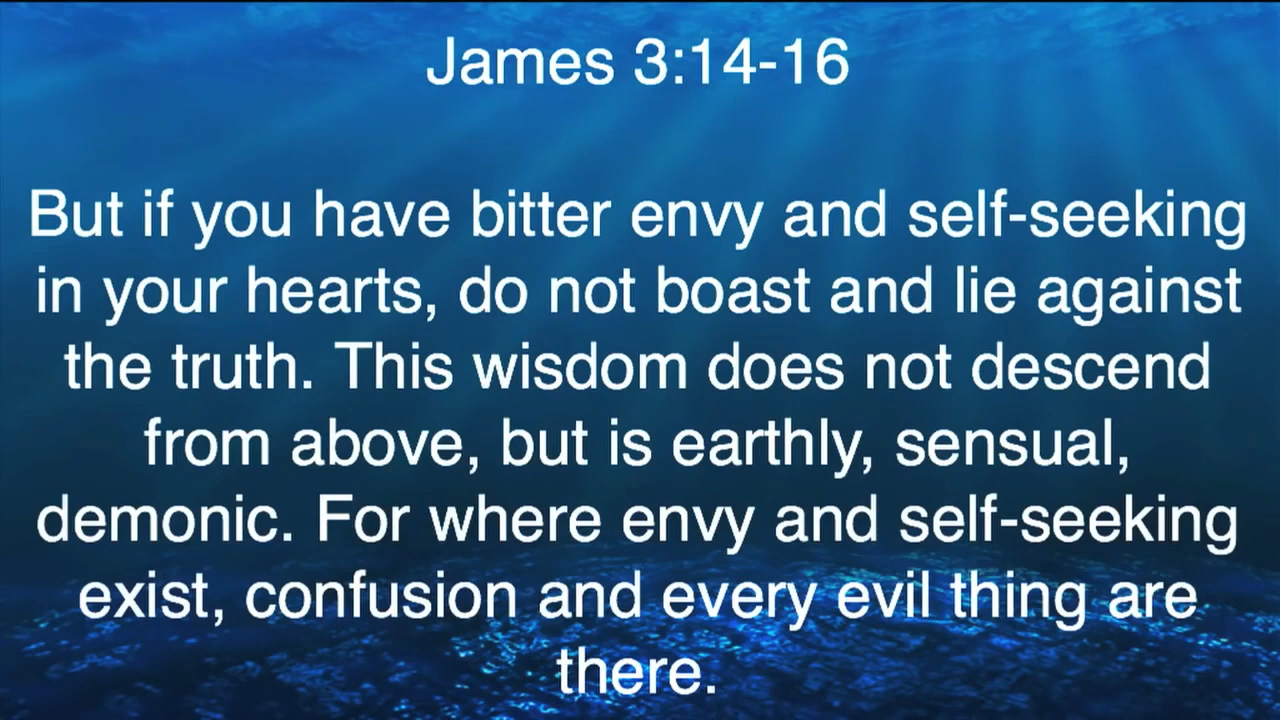 James 3:14-16
But if you have bitter envy and self-seeking
in your hearts, do not boast and lie against
the truth. This wisdom does not descend
from above, but is earthly, sensual,
demonic. For where envy and self-seeking
exist, confusion and every evil thing are
there.